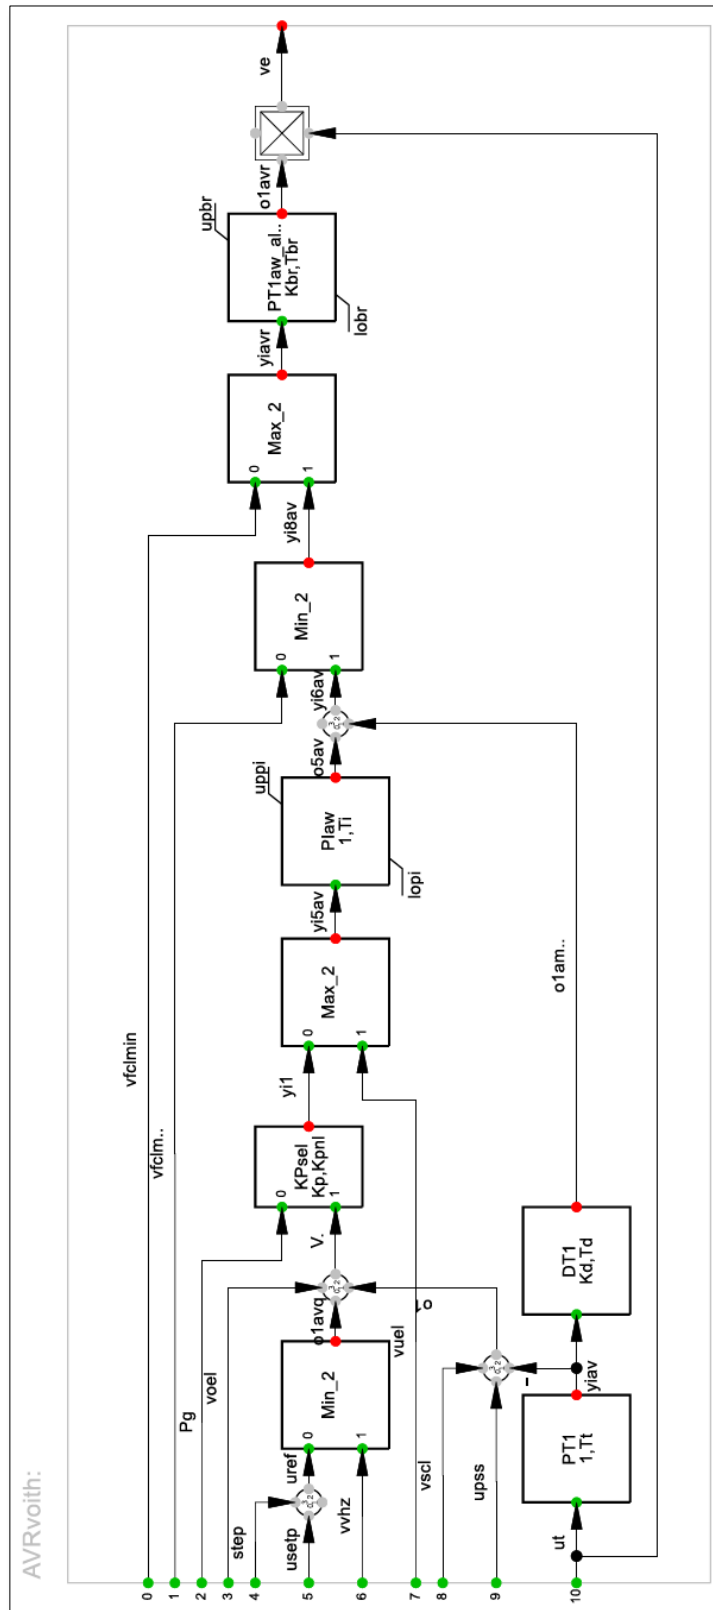 AVRvoith:
0
1
2
3
4
5
6
7
8
9
10
vfclmin
vfclm..
Pg
voel
step
usetp
vvhz
vuel
vscl
upss
ut
uref
Min_2
0
1
o1avq
V.
KPsel
Kp,Kpnl
0
1
yi1
Max_2
0
1
yi5av
PIaw
1,Ti
uppi
lopi
o5av
yi6av
Min_2
0
1
yi8av
Max_2
0
1
yiavr
PT1aw_al..
Kbr,Tbr
upbr
lobr
o1avr
ve
PT1
1,Tt
yiav
-
o1
DT1
Kd,Td
o1am..